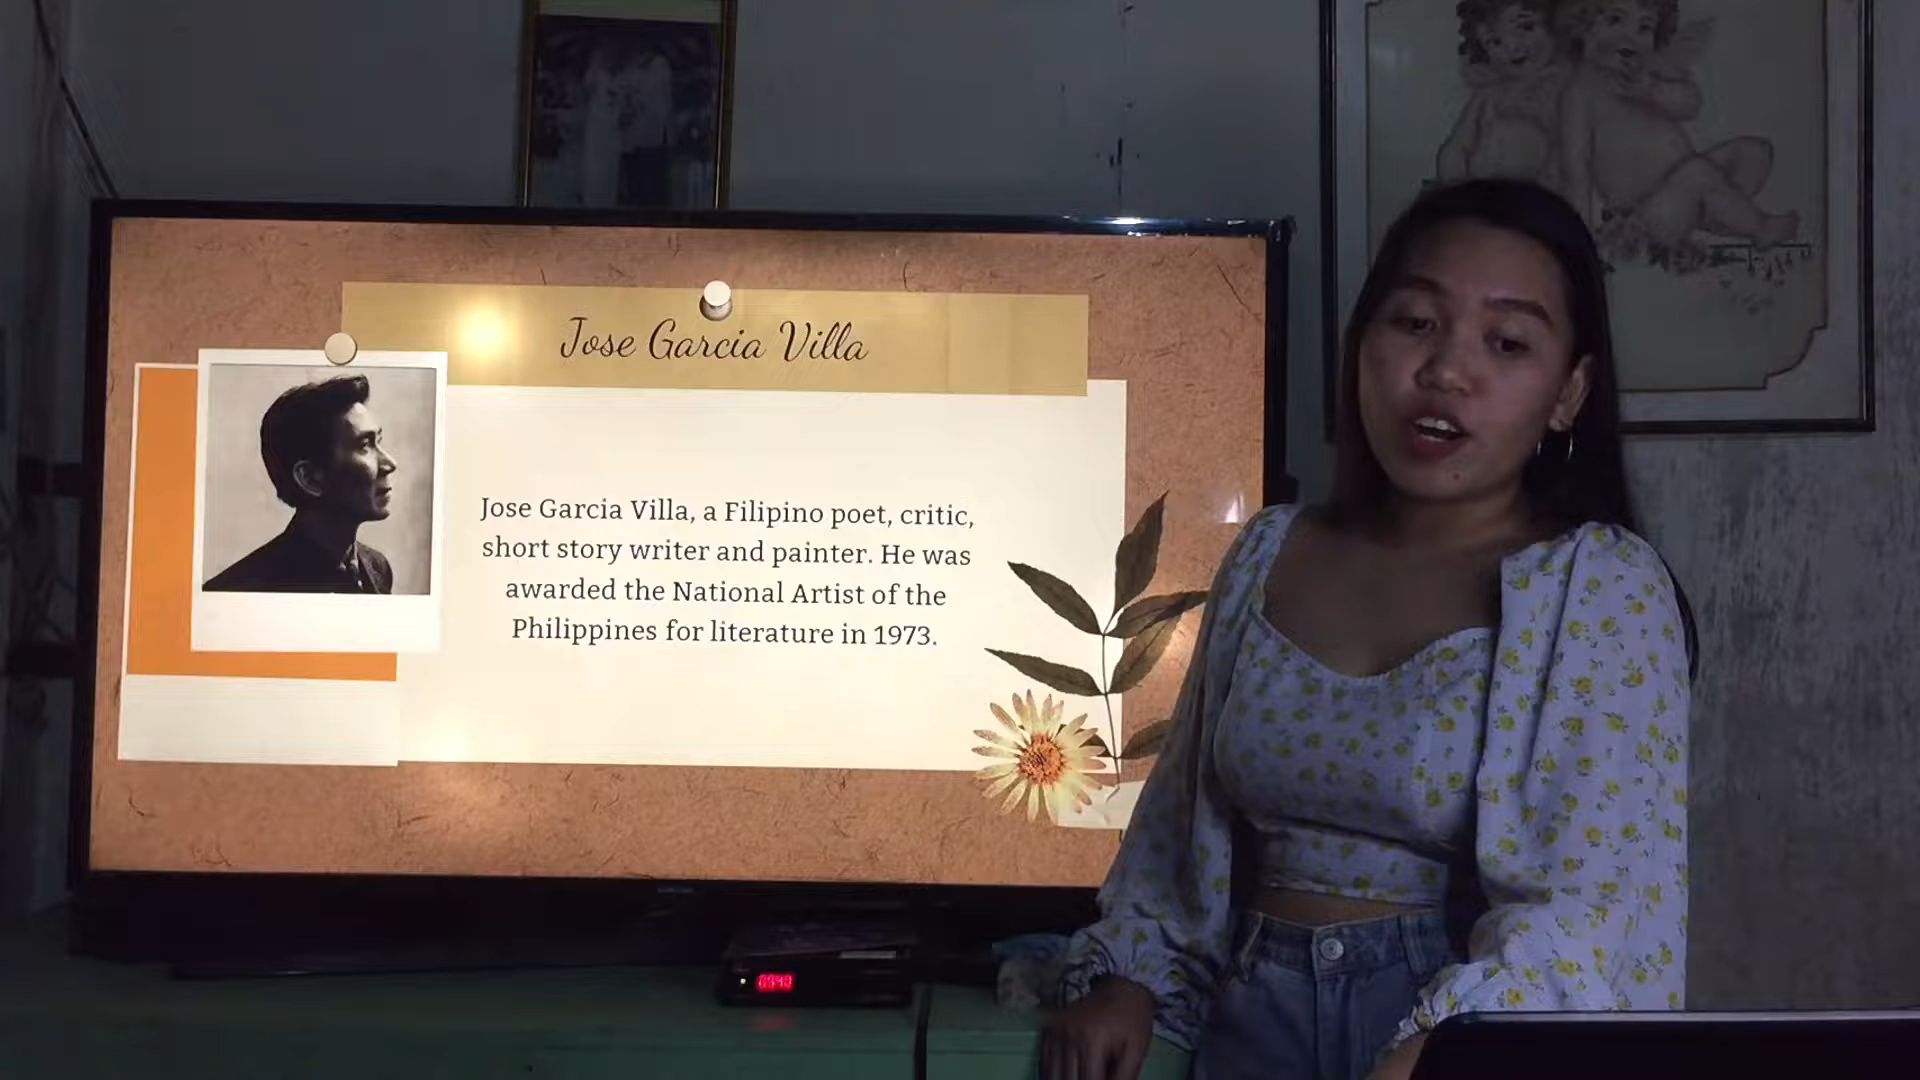 Jose Garcia Villa
Jose Garcia Villa, a Filipino poet, critic,
short story writer and painter. He was
awarded the National Artist of the
Philippines for literature in 1973.